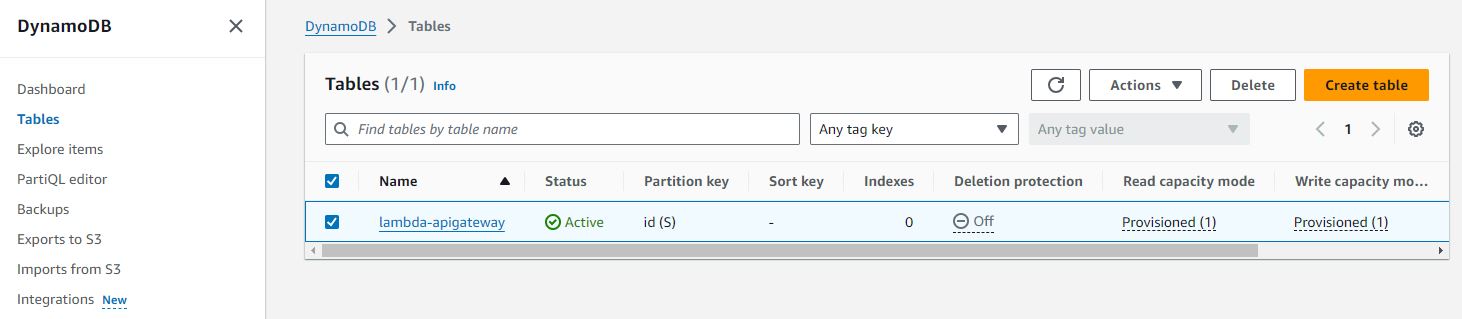 DynamoDB
Dashboard
Tables
Explore items
PartiQL editor
Backups
Exports to S3
Imports from S3
Integrations New
DynamoDB > Tables
Tables (1/1) Info
Actions Delete Create table
Find tables by table name Any tag key Any tag value 1
Name Status Partition key Sort key Indexes Deletion protection Read capacity mode Write capacity mo...
lambda-apigateway Active id (S) - 0 Off Provisioned (1) Provisioned (1)